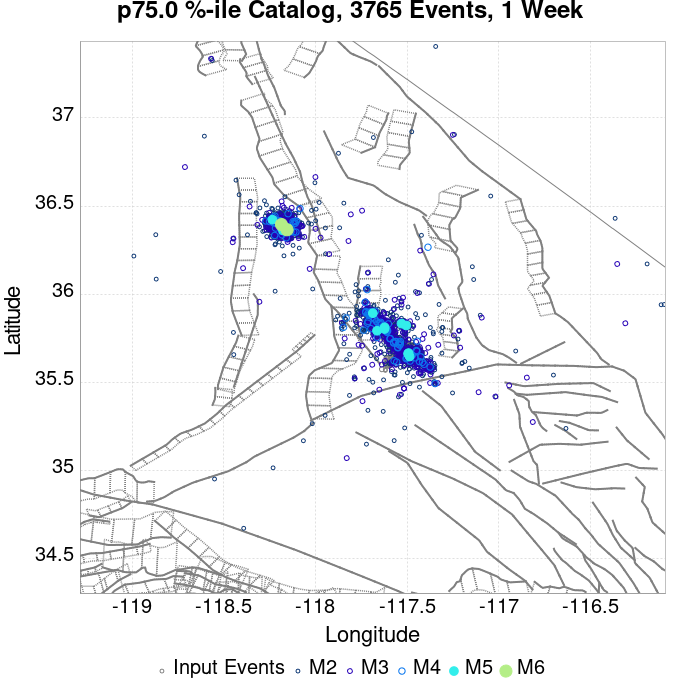 p75.0 %-ile Catalog, 3765 Events, 1 Week
37
36.5
36
35.5
35
34.5
Latitude
-119
-118.5
-118
-117.5
-117
-116.5
Longitude
Input Events
M2
M3
M4
M5
M6